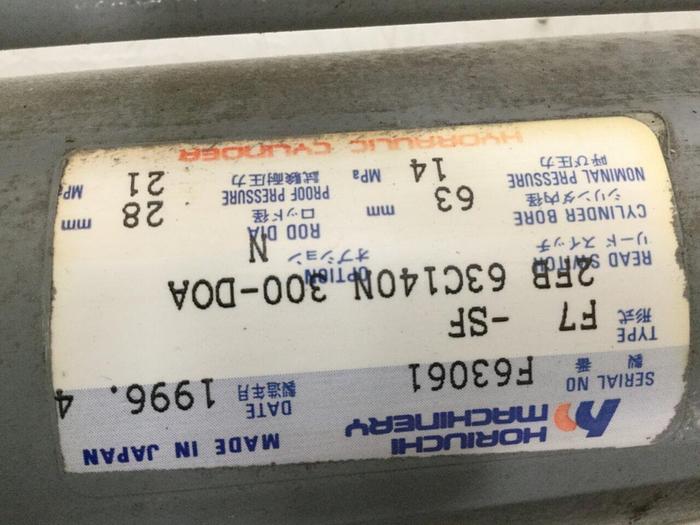 HORIUCHI
MACHINERY
MADE IN JAPAN
SERIAL NO F63061 DATE 1996. 4
製番 製造年月
TYPE F7 -SF
形式
2FB 63C140N 300-DOA
READ SWITCH OPTION N
リードスイッチ オプション
CYLINDER BORE 63 mm ROD DIA 28 mm
シリンダ内径 ロッド径
NOMINAL PRESSURE 14 MPa PROOF PRESSURE 21 MPa
呼び圧力 試験耐圧力
HYDRAULIC CYLINDER